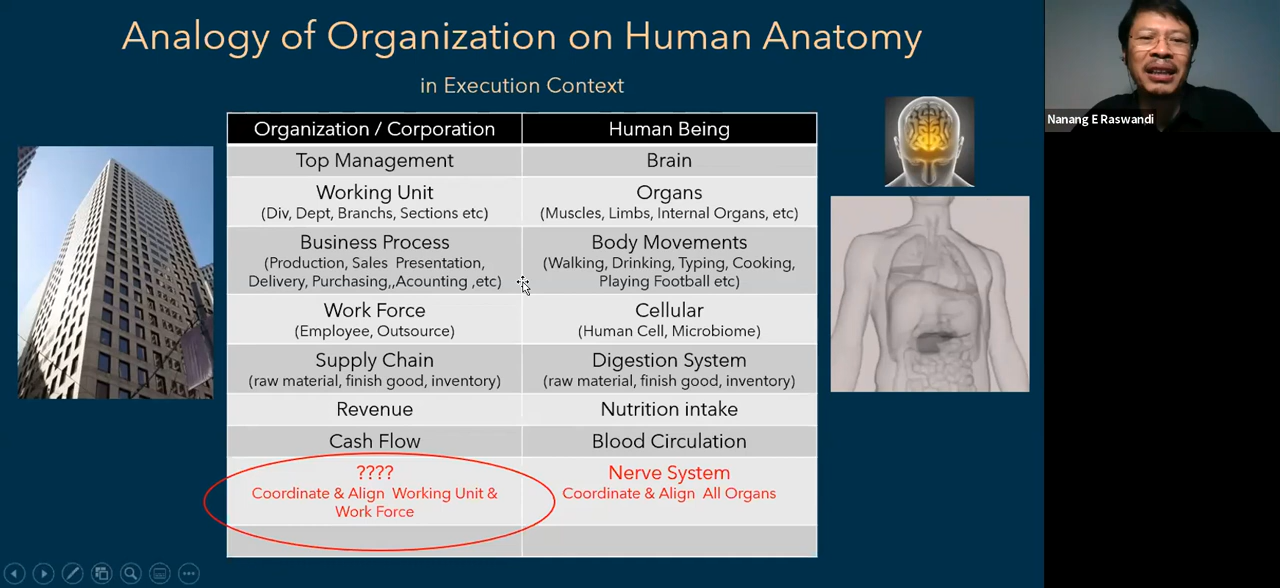 Analogy of Organization on Human Anatomy
in Execution Context
Organization / Corporation
Human Being
Top Management
Brain
Working Unit
(Div, Dept, Branchs, Sections etc)
Organs
(Muscles, Limbs, Internal Organs, etc)
Business Process
(Production, Sales Presentation,
Delivery, Purchasing,,Acounting ,etc)
Body Movements
(Walking, Drinking, Typing, Cooking,
Playing Football etc)
Work Force
(Employee, Outsource)
Cellular
(Human Cell, Microbiome)
Supply Chain
(raw material, finish good, inventory)
Digestion System
(raw material, finish good, inventory)
Revenue
Nutrition intake
Cash Flow
Blood Circulation
????
Coordinate & Align Working Unit &
Work Force
Nerve System
Coordinate & Align All Organs
Nanang E Raswandi